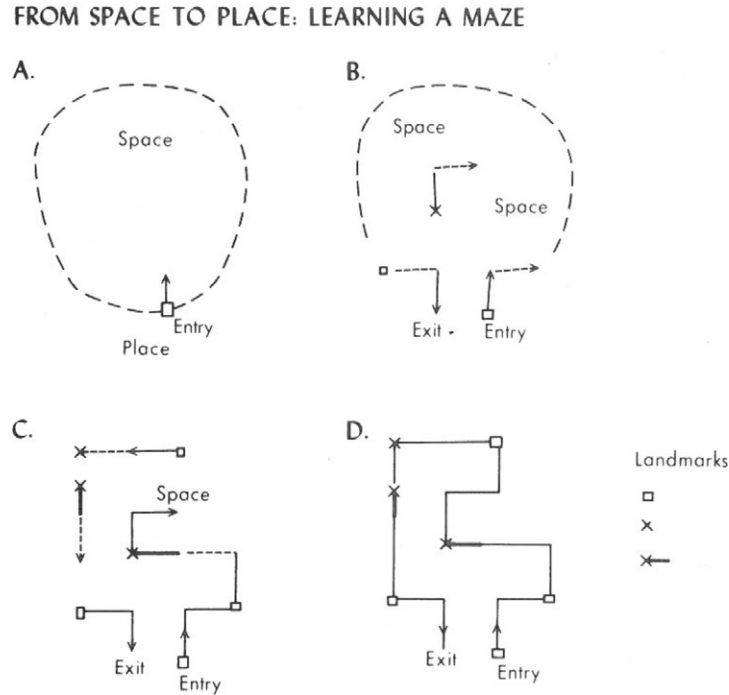 FROM SPACE TO PLACE: LEARNING A MAZE
A.
Space
Entry
Place
B.
Space
Space
Exit
Entry
C.
Space
Exit
Entry
D.
Exit
Entry
Landmarks